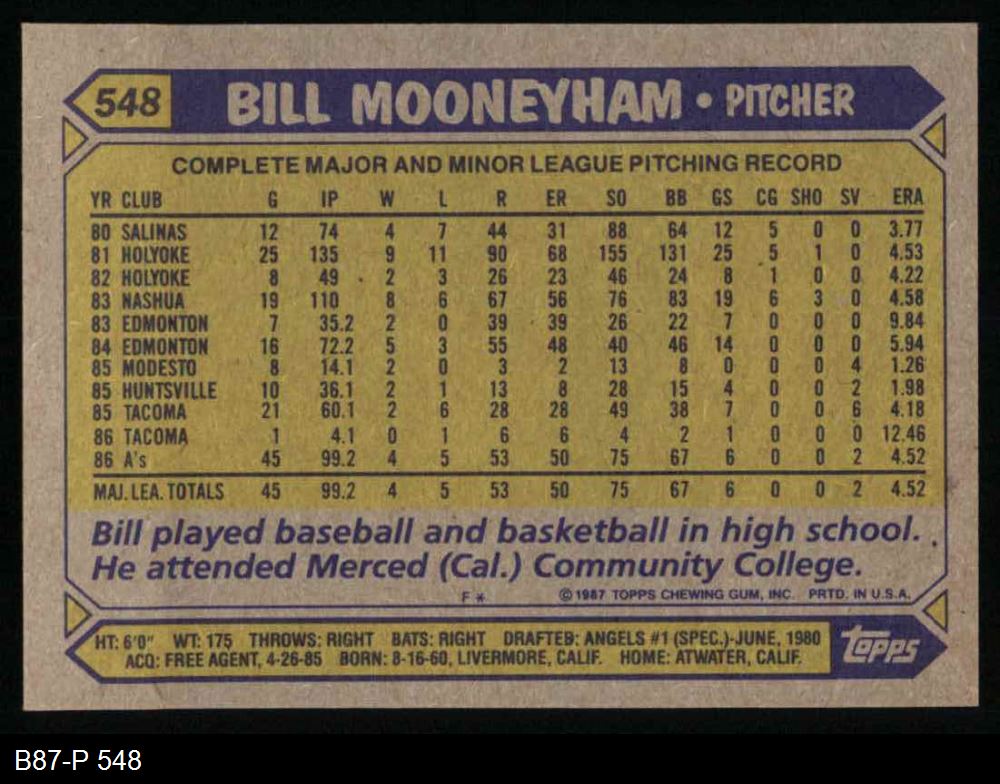 548 BILL MOONEYHAM • PITCHER
COMPLETE MAJOR AND MINOR LEAGUE PITCHING RECORD
YR CLUB G IP W L R ER SO BB GS CG SHO SV ERA
80 SALINAS 12 74 4 7 44 31 88 64 12 5 0 0 3.77
81 HOLYOKE 25 135 9 11 90 68 155 131 25 5 1 0 4.53
82 HOLYOKE 8 49 2 3 26 23 46 24 8 1 0 0 4.22
83 NASHUA 19 110 8 6 67 56 76 83 19 6 3 0 4.58
83 EDMONTON 7 35.2 2 0 39 39 26 22 7 0 0 0 9.84
84 EDMONTON 16 72.2 5 3 55 48 40 46 14 0 0 0 5.94
85 MODESTO 8 14.1 2 0 3 2 13 8 0 0 0 4 1.26
85 HUNTSVILLE 10 36.1 2 1 13 8 28 15 4 0 0 2 1.98
85 TACOMA 21 60.1 2 6 28 28 49 38 7 0 0 6 4.18
86 TACOMA 1 4.1 0 1 6 6 4 2 1 0 0 0 12.46
86 A's 45 99.2 4 5 53 50 75 67 6 0 0 2 4.52
MAJ. LEA. TOTALS 45 99.2 4 5 53 50 75 67 6 0 0 2 4.52
Bill played baseball and basketball in high school.
He attended Merced (Cal.) Community College.
F* ©1987 TOPPS CHEWING GUM, INC. PRTD. IN U.S.A.
HT: 6'0" WT: 175 THROWS: RIGHT BATS: RIGHT DRAFTED: ANGELS #1 (SPEC.)-JUNE, 1980
ACQ: FREE AGENT, 4-26-85 BORN: 8-16-60, LIVERMORE, CALIF. HOME: ATWATER, CALIF.
topps
B87-P 548